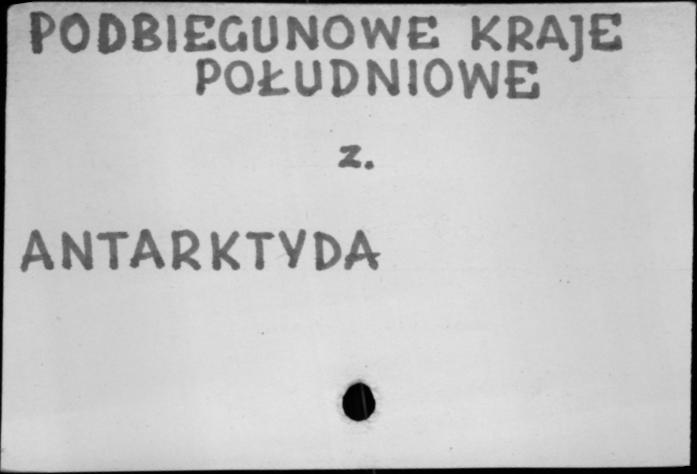 PODBIEGUNOWE KRAJE
POŁUDNIOWE
z.
ANTARKTYDA